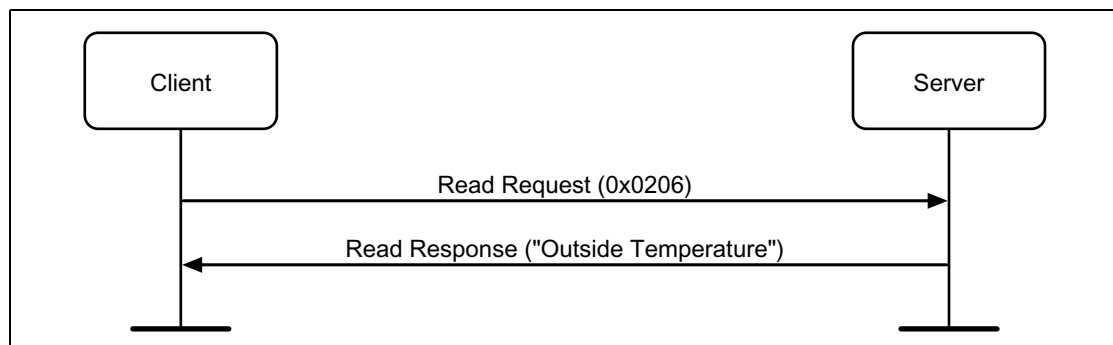 Client
Server
Read Request (0x0206)
Read Response ("Outside Temperature")